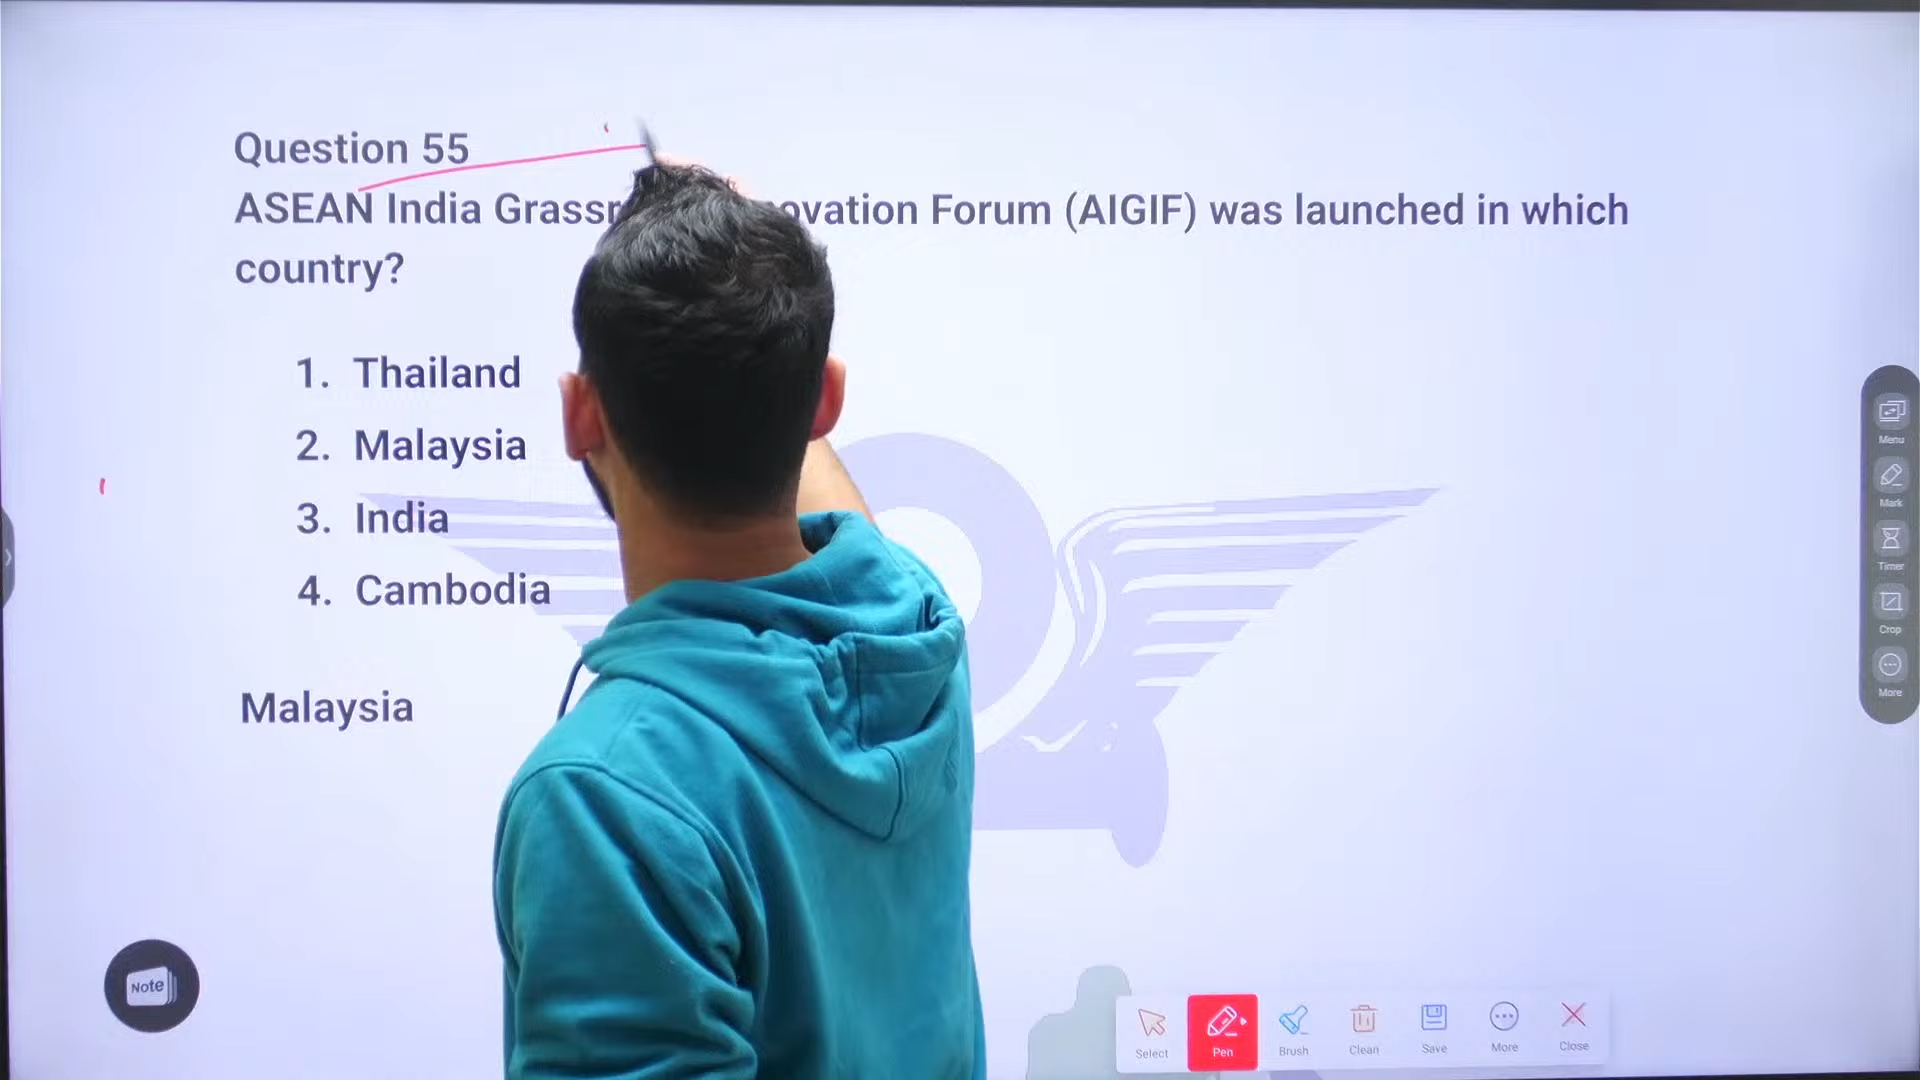 Question 55
ASEAN India Grassr ovation Forum (AIGIF) was launched in which
country?
1. Thailand
2. Malaysia
3. India
4. Cambodia
Malaysia
Menu
Mark
Timer
Crop
More
Note
Select
Pen
Brush
Clean
Save
More
Close